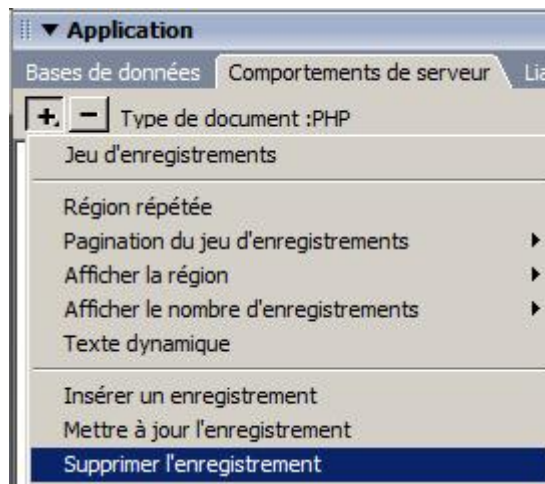 Application
Bases de données Comportements de serveur Lia
+ - Type de document :PHP
Jeu d'enregistrements
Région répétée
Pagination du jeu d'enregistrements
Afficher la région
Afficher le nombre d'enregistrements
Texte dynamique
Insérer un enregistrement
Mettre à jour l'enregistrement
Supprimer l'enregistrement